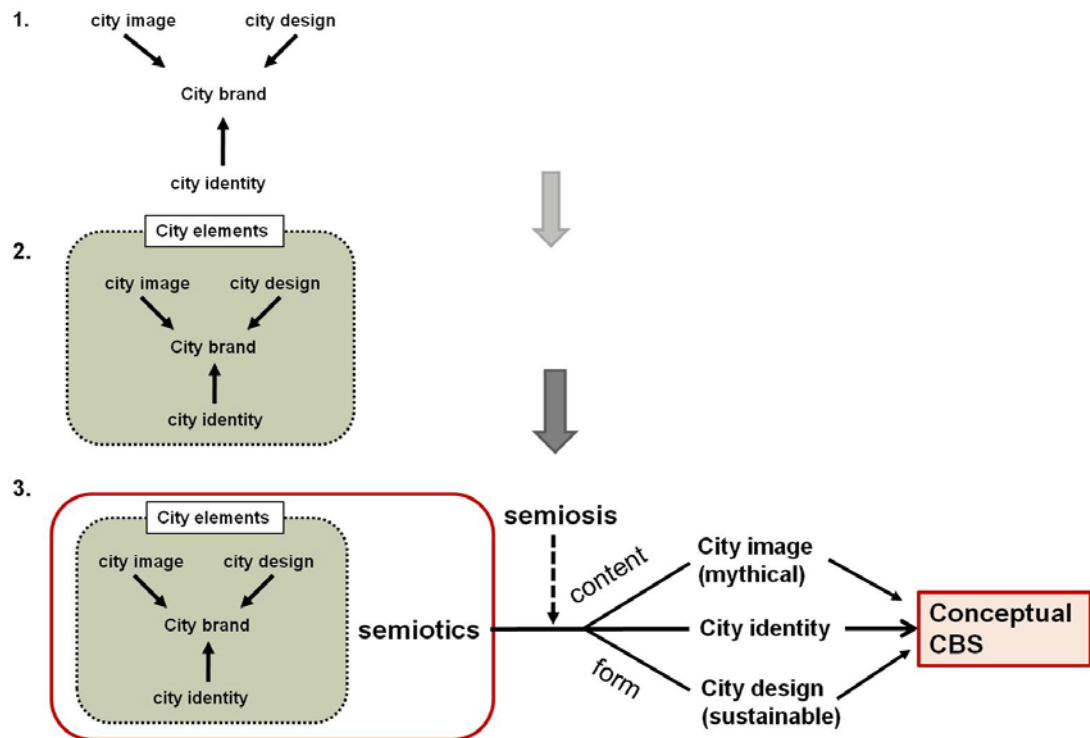 1.
city image
city design
City brand
city identity
2.
City elements
city image
city design
City brand
city identity
3.
City elements
city image
city design
City brand
city identity
semiotics
semiosis
content
form
City image
(mythical)
City identity
City design
(sustainable)
Conceptual
CBS